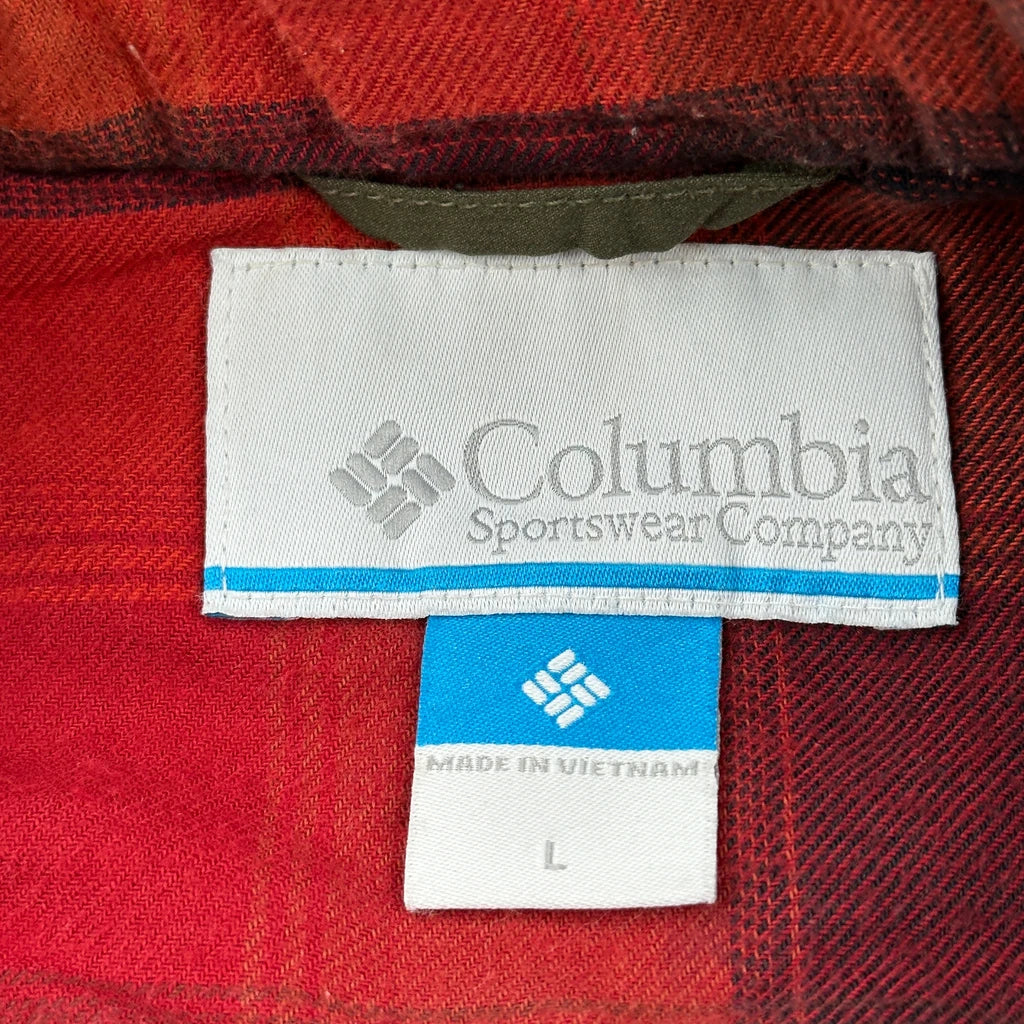 Columbia
Sportswear Company
MADE IN VIETNAM
L